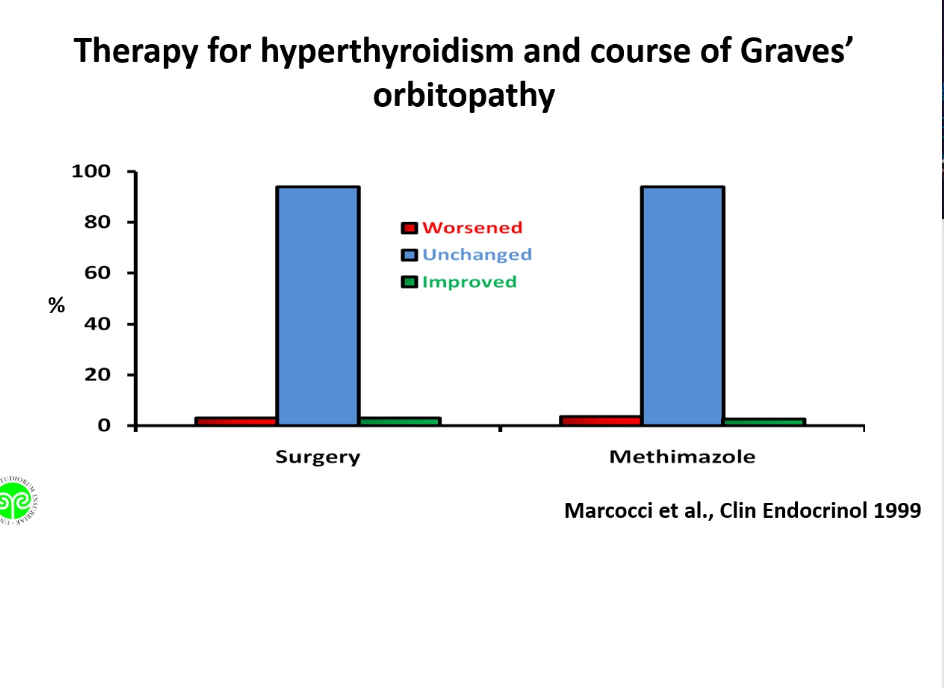 Therapy for hyperthyroidism and course of Graves’
orbitopathy
100
80
60
%
40
20
0
Worsened
Unchanged
Improved
Surgery
Methimazole
Marcocci et al., Clin Endocrinol 1999